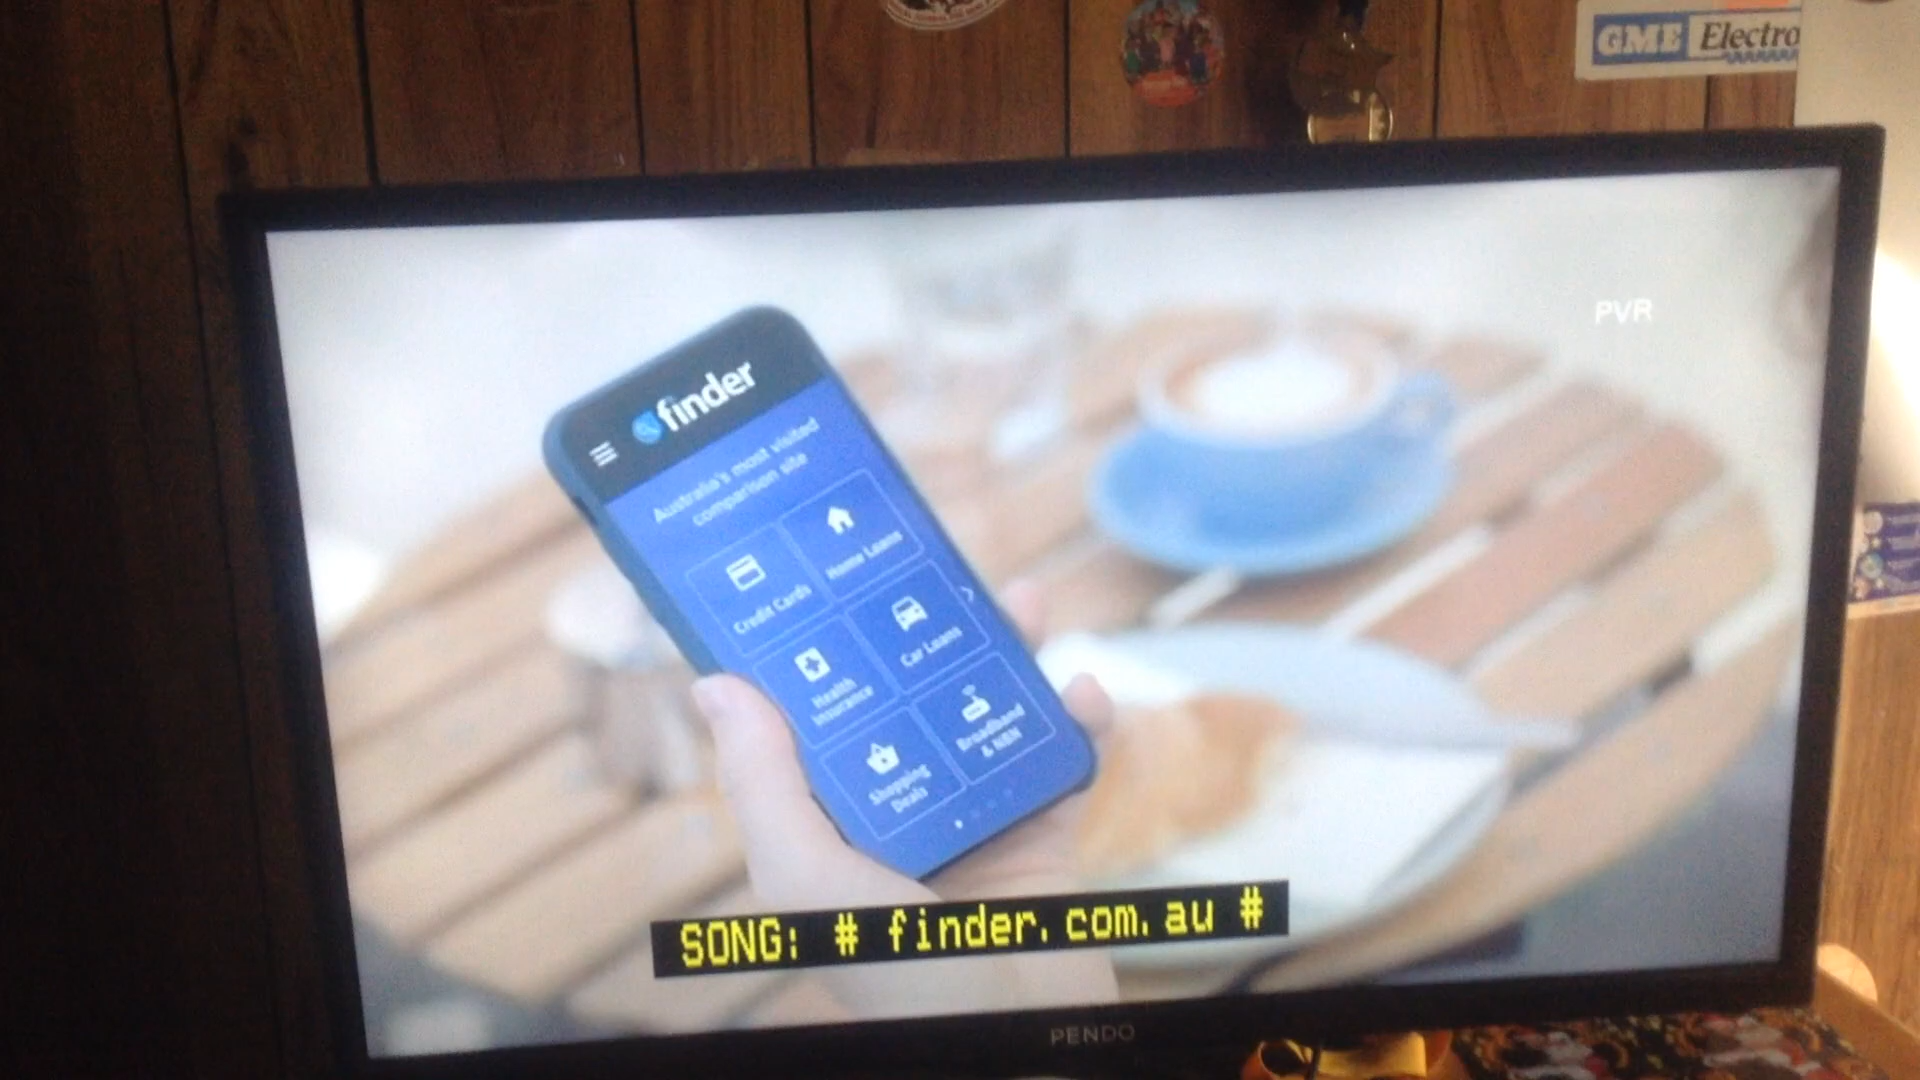 GME Electro
PVR
finder
Australia's most visited
comparison site
Credit Cards
Home Loans
Health
Insurance
Car Loans
Shopping
Deals
Broadband
& NBN
SONG: # finder.com.au #
PENDO